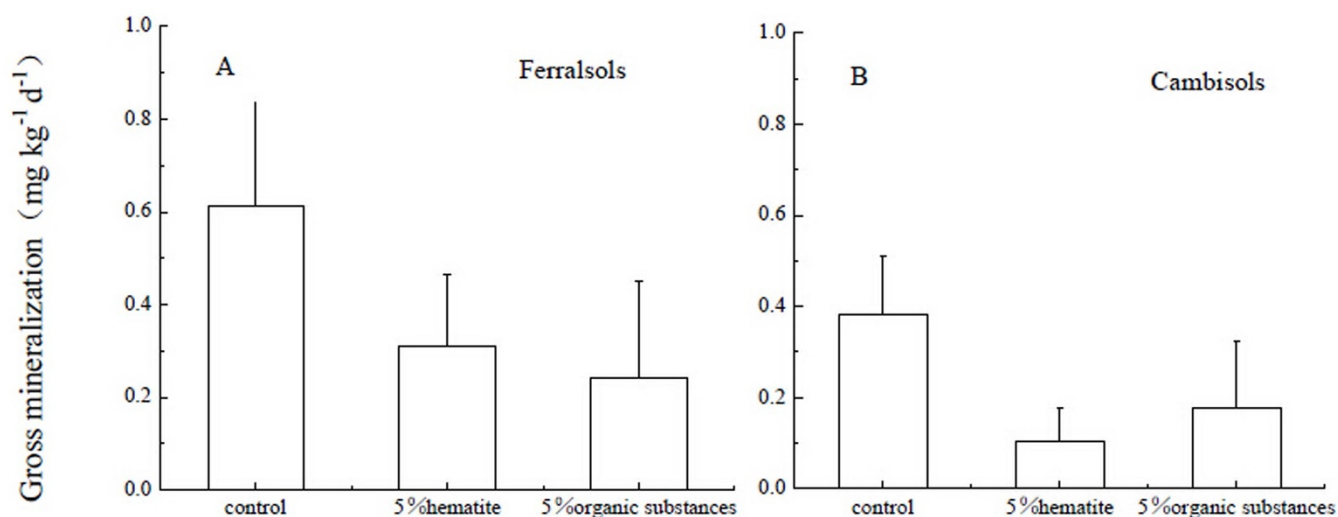 Gross mineralization (mg kg-1 d-1)
A
Ferralsols
1.0
0.8
0.6
0.4
0.2
0.0
control
5%hematite
5%organic substances
B
Cambisols
1.0
0.8
0.6
0.4
0.2
0.0
control
5%hematite
5%organic substances